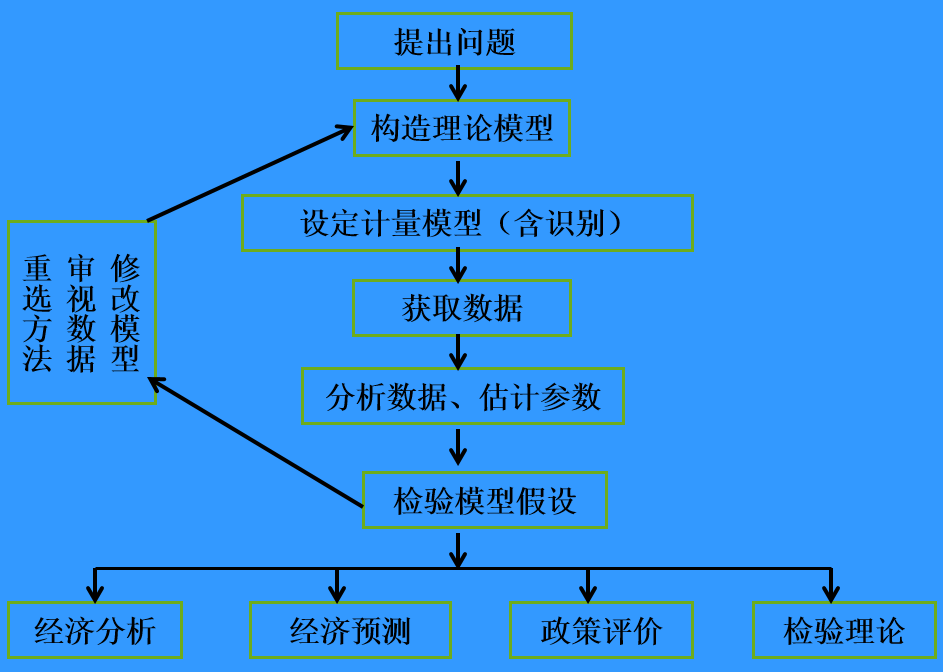 提出问题
构造理论模型
设定计量模型（含识别）
获取数据
重 审 修
选 视 改
方 数 模
法 据 型
分析数据、估计参数
检验模型假设
经济分析
经济预测
政策评价
检验理论